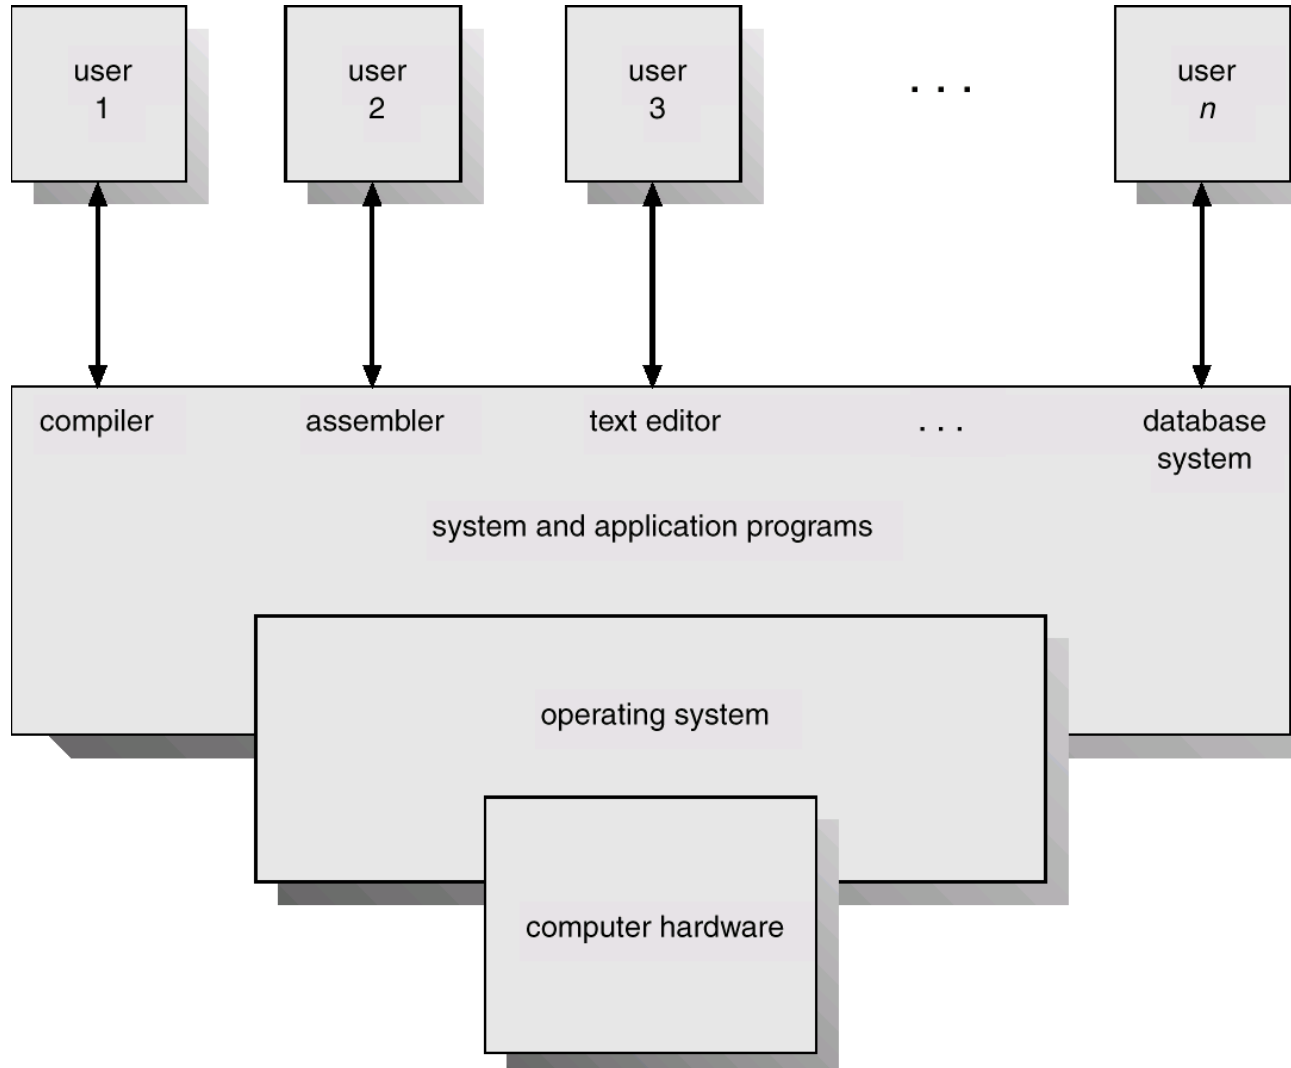 user
1
user
2
user
3
. . .
user
n
compiler
assembler
text editor
. . .
database
system
system and application programs
operating system
computer hardware